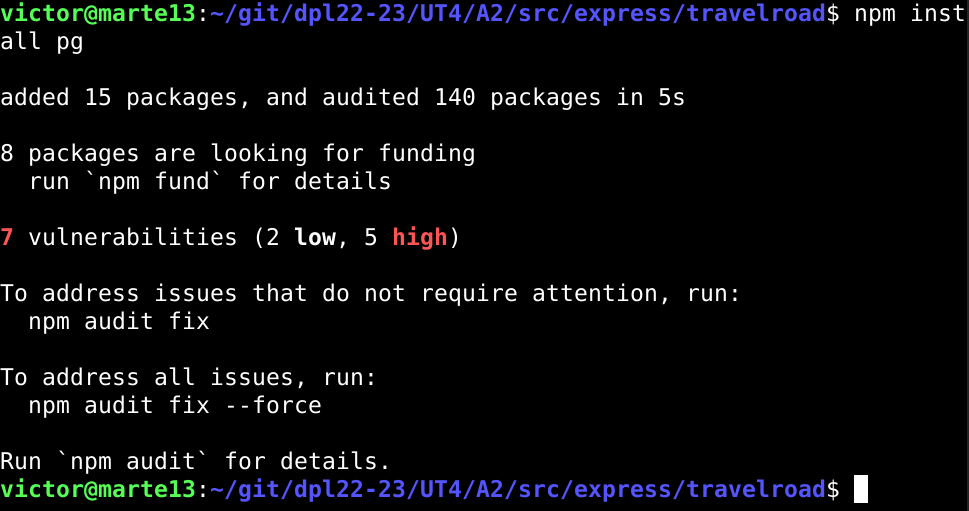 victor@marte13:~/git/dpl22-23/UT4/A2/src/express/travelroad$ npm inst
all pg
added 15 packages, and audited 140 packages in 5s
8 packages are looking for funding
  run `npm fund` for details
7 vulnerabilities (2 low, 5 high)
To address issues that do not require attention, run:
  npm audit fix
To address all issues, run:
  npm audit fix --force
Run `npm audit` for details.
victor@marte13:~/git/dpl22-23/UT4/A2/src/express/travelroad$